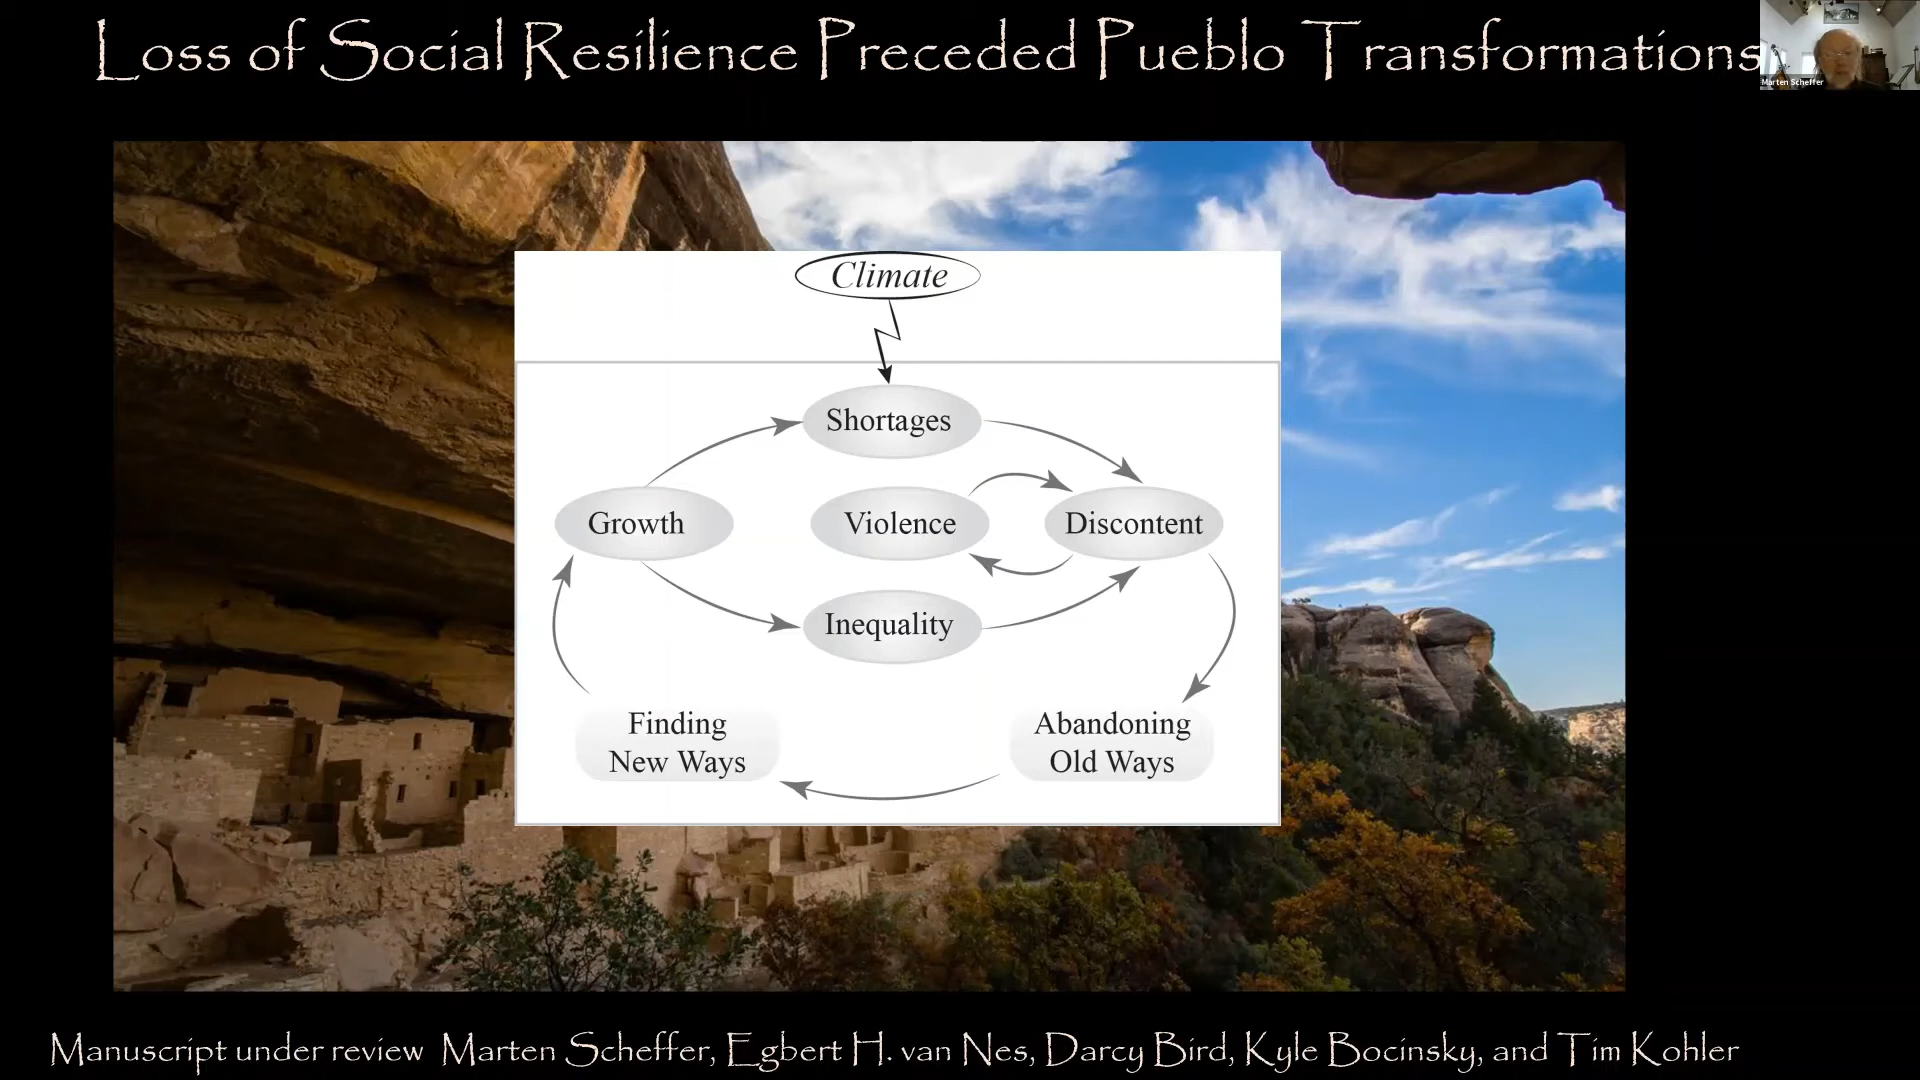 Loss of Social Resilience Preceded Pueblo Transformations
Marten Scheffer
Climate
Shortages
Growth
Violence
Discontent
Inequality
Finding
New Ways
Abandoning
Old Ways
Manuscript under review Marten Scheffer, Egbert H. van Nes, Darcy Bird, Kyle Bocinsky, and Tim Kohler